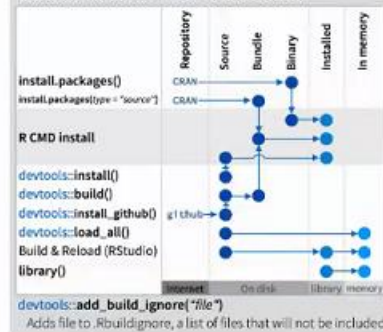 Repository
Source
Bundle
Binary
Installed
In memory
install.packages() CRAN
install.packages(type = "source") CRAN
R CMD install
devtools::install()
devtools::build()
devtools::install_github() github
devtools::load_all()
Build & Reload (RStudio)
library()
Internet On disk library memory
devtools::add_build_ignore("file")
Adds file to .Rbuildignore, a list of files that will not be included